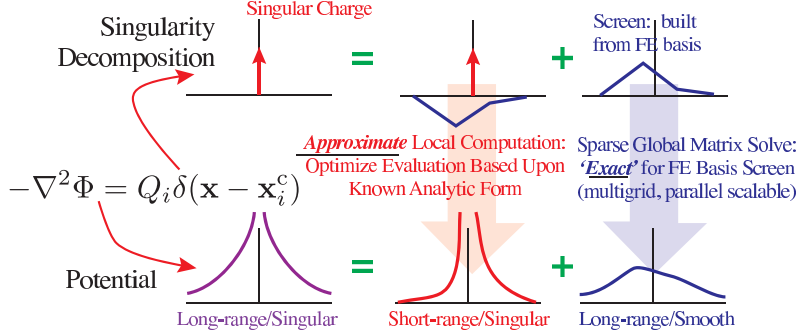 Singularity
Decomposition
Singular Charge
=
+
Screen: built
from FE basis
Approximate Local Computation:
Optimize Evaluation Based Upon
Known Analytic Form
Sparse Global Matrix Solve:
‘Exact’ for FE Basis Screen
(multigrid, parallel scalable)
−∇²Φ = Qᵢδ(x − xᵢᶜ)
Potential
=
+
Long-range/Singular
Short-range/Singular
Long-range/Smooth